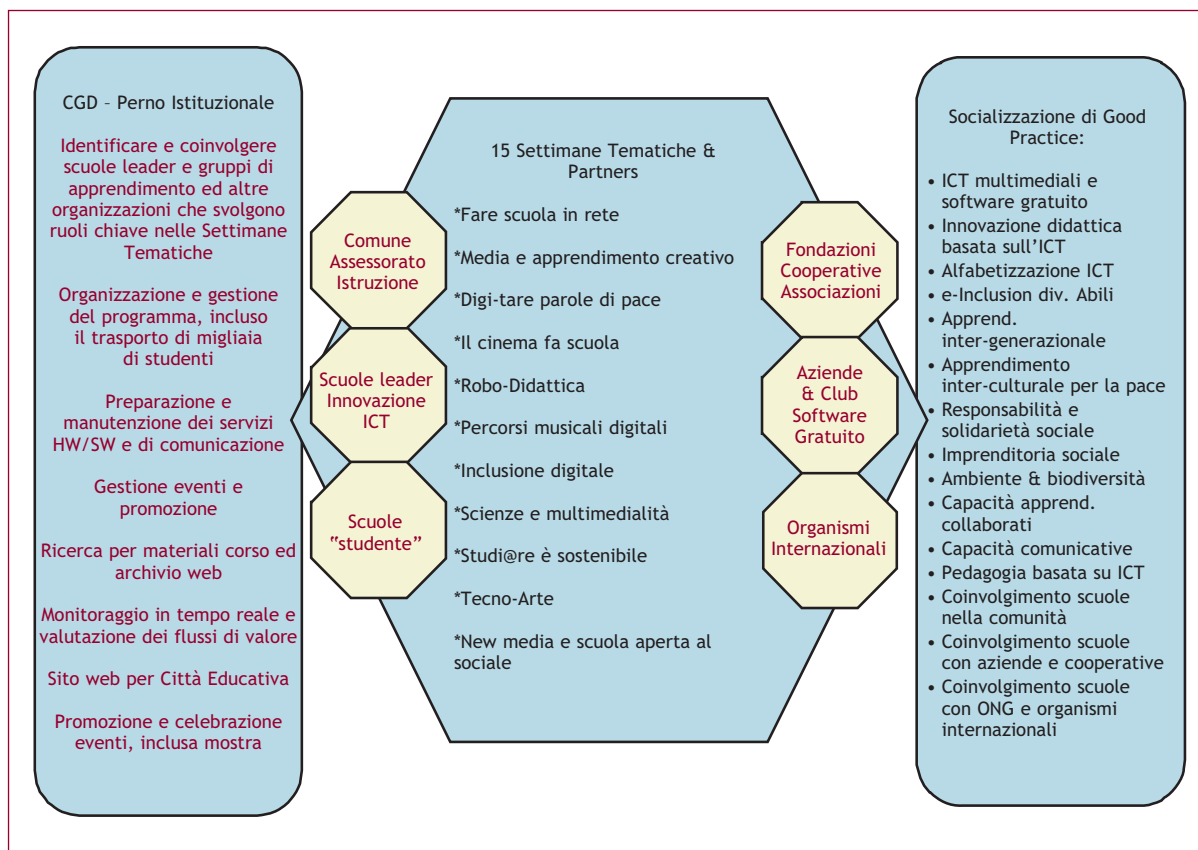 CGD – Perno Istituzionale
Identificare e coinvolgere
scuole leader e gruppi di
apprendimento ed altre
organizzazioni che svolgono
ruoli chiave nelle Settimane
Tematiche
Organizzazione e gestione
del programma, incluso
il trasporto di migliaia
di studenti
Preparazione e
manutenzione dei servizi
HW/SW e di comunicazione
Gestione eventi e
promozione
Ricerca per materiali corso ed
archivio web
Monitoraggio in tempo reale e
valutazione dei flussi di valore
Sito web per Città Educativa
Promozione e celebrazione
eventi, inclusa mostra
Comune
Assessorato
Istruzione
Scuole leader
Innovazione
ICT
Scuole
“studente”
15 Settimane Tematiche &
Partners
*Fare scuola in rete
*Media e apprendimento creativo
*Digi-tare parole di pace
*Il cinema fa scuola
*Robo-Didattica
*Percorsi musicali digitali
*Inclusione digitale
*Scienze e multimedialità
*Studi@re è sostenibile
*Tecno-Arte
*New media e scuola aperta al
sociale
Fondazioni
Cooperative
Associazioni
Aziende
& Club
Software
Gratuito
Organismi
Internazionali
Socializzazione di Good
Practice:
• ICT multimediali e
software gratuito
• Innovazione didattica
basata sull’ICT
• Alfabetizzazione ICT
• e-Inclusion div. Abili
• Apprend.
inter-generazionale
• Apprendimento
inter-culturale per la pace
• Responsabilità e
solidarietà sociale
• Imprenditoria sociale
• Ambiente & biodiversità
• Capacità apprend.
collaborati
• Capacità comunicative
• Pedagogia basata su ICT
• Coinvolgimento scuole
nella comunità
• Coinvolgimento scuole
con aziende e cooperative
• Coinvolgimento scuole
con ONG e organismi
internazionali